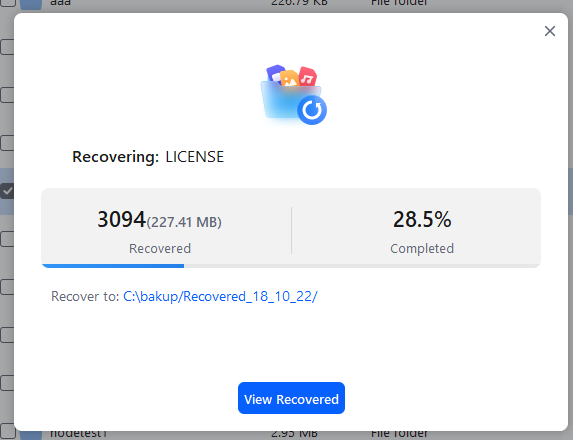 aaa 226.79 KB File folder
Recovering: LICENSE
3094(227.41 MB) 28.5%
Recovered Completed
Recover to: C:\bakup/Recovered_18_10_22/
View Recovered
nodetest1 2.93 MB File folder